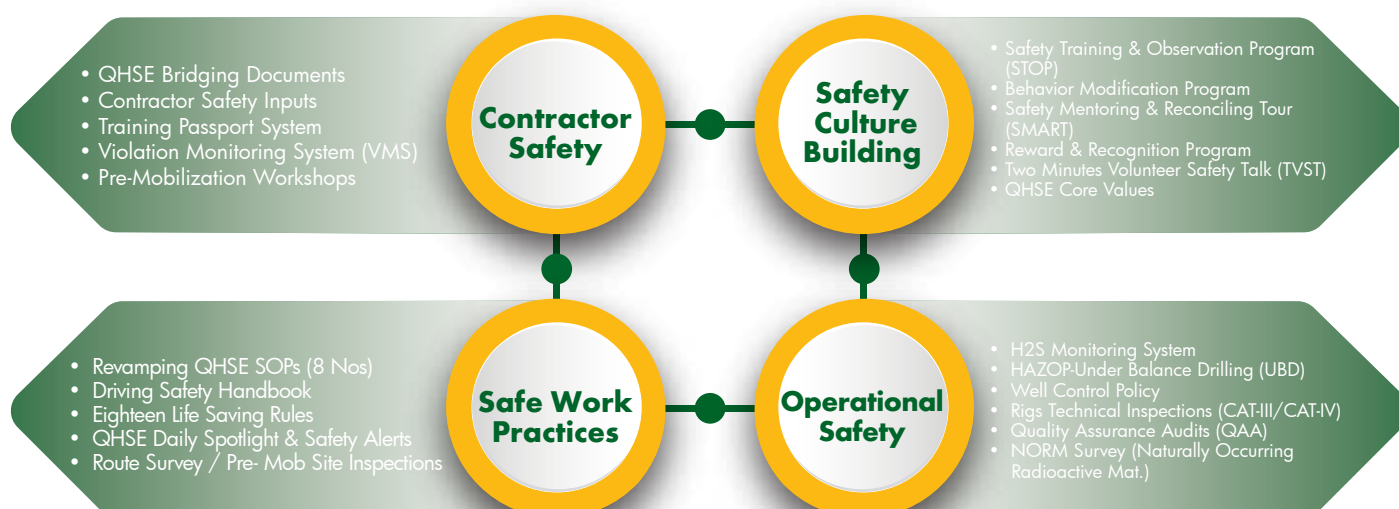 • QHSE Bridging Documents
• Contractor Safety Inputs
• Training Passport System
• Violation Monitoring System (VMS)
• Pre-Mobilization Workshops
Contractor
Safety
Safety
Culture
Building
• Safety Training & Observation Program
(STOP)
• Behavior Modification Program
• Safety Mentoring & Reconciling Tour
(SMART)
• Reward & Recognition Program
• Two Minutes Volunteer Safety Talk (TVST)
• QHSE Core Values
• Revamping QHSE SOPs (8 Nos)
• Driving Safety Handbook
• Eighteen Life Saving Rules
• QHSE Daily Spotlight & Safety Alerts
• Route Survey / Pre- Mob Site Inspections
Safe Work
Practices
Operational
Safety
• H2S Monitoring System
• HAZOP-Under Balance Drilling (UBD)
• Well Control Policy
• Rigs Technical Inspections (CAT-III/CAT-IV)
• Quality Assurance Audits (QAA)
• NORM Survey (Naturally Occurring
Radioactive Mat.)